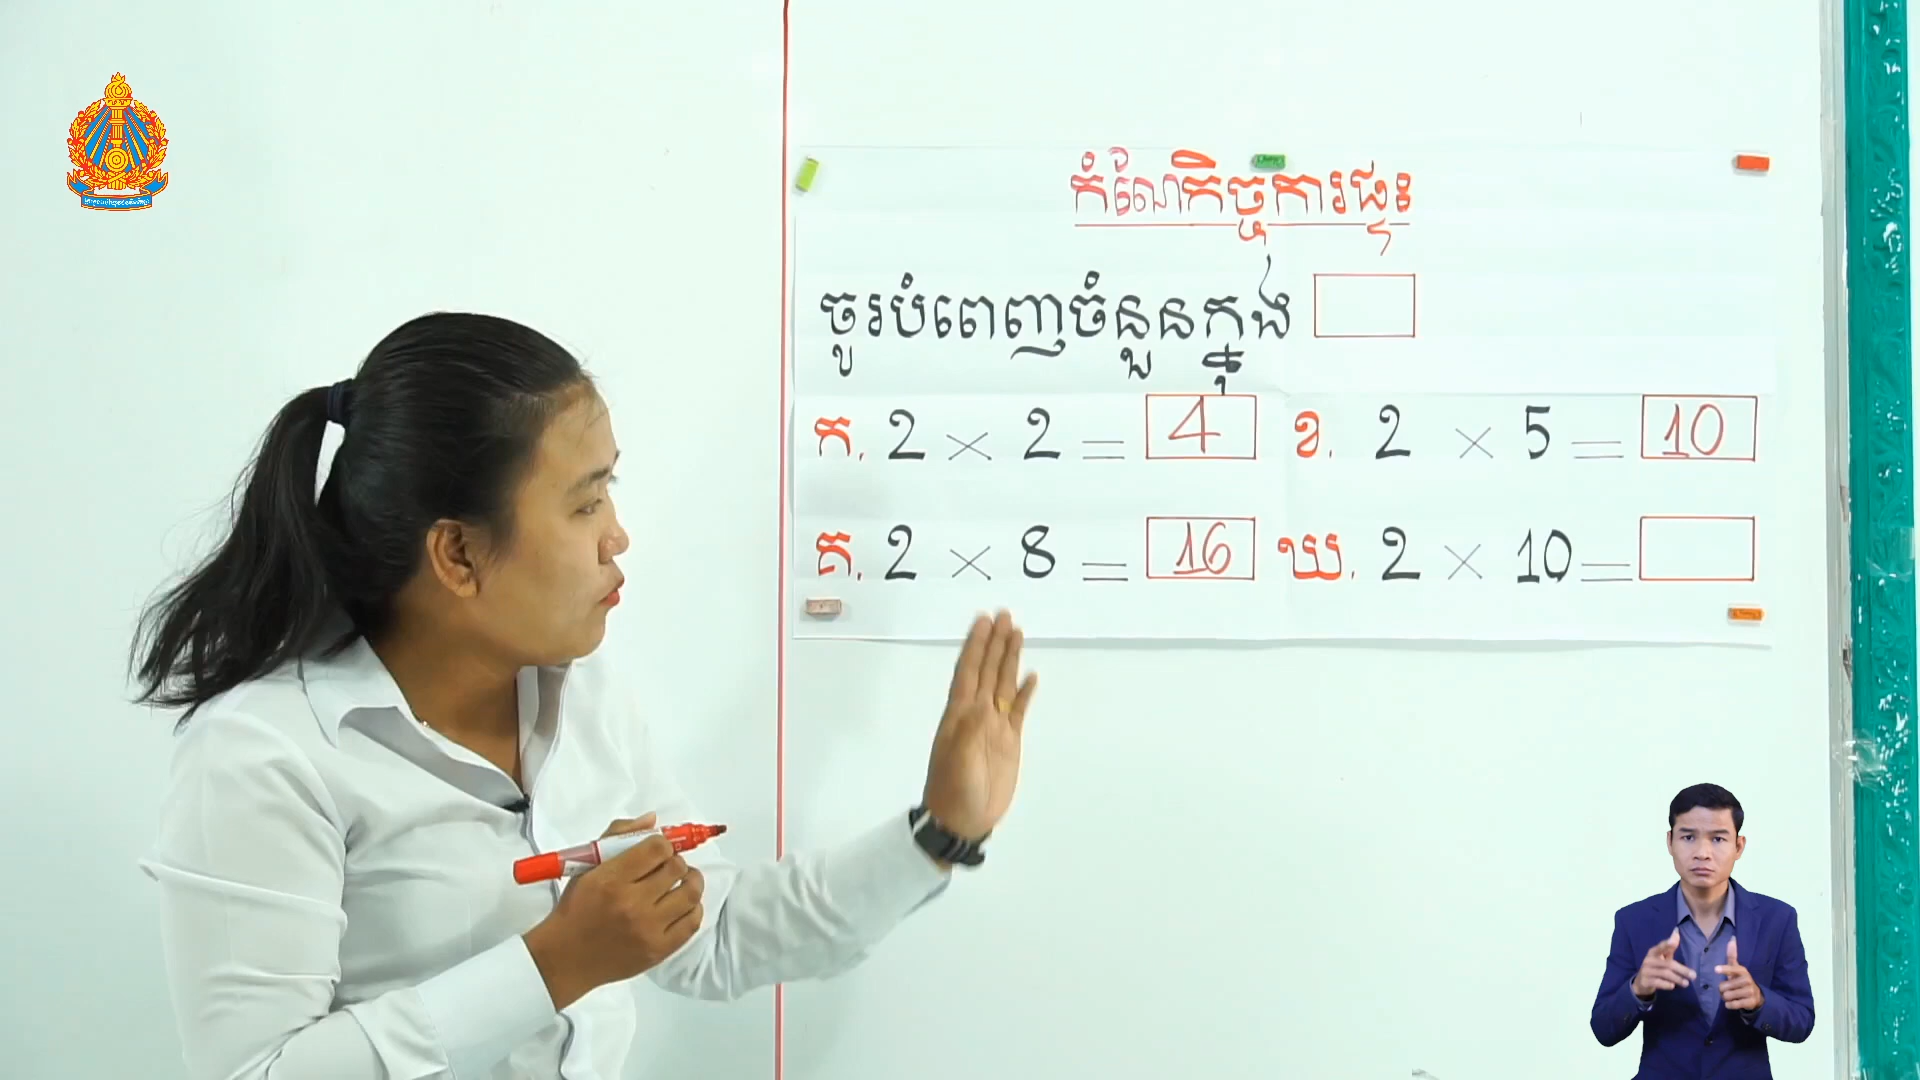 កំណែកិច្ចការផ្ទះ
ចូរបំពេញចំនួនក្នុង
ក. 2 × 2 = 4 ខ. 2 × 5 = 10
គ. 2 × 8 = 16 ឃ. 2 × 10 =